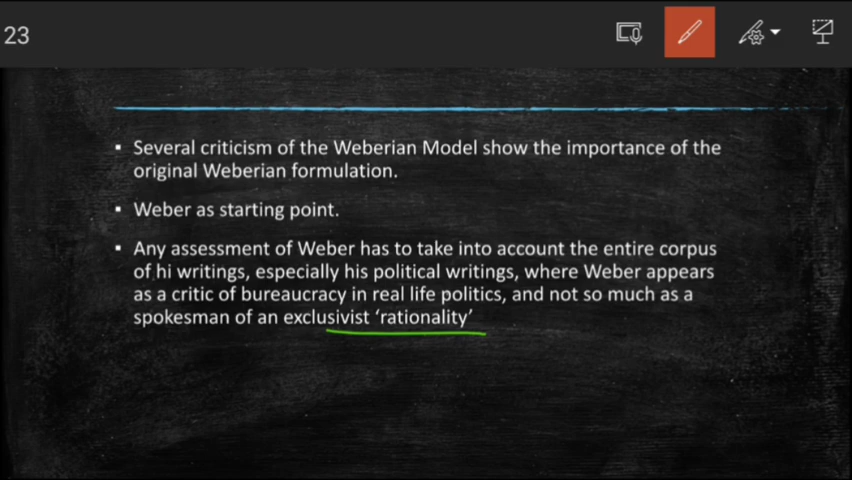 23
▪ Several criticism of the Weberian Model show the importance of the
original Weberian formulation.
▪ Weber as starting point.
▪ Any assessment of Weber has to take into account the entire corpus
of hi writings, especially his political writings, where Weber appears
as a critic of bureaucracy in real life politics, and not so much as a
spokesman of an exclusivist ‘rationality’